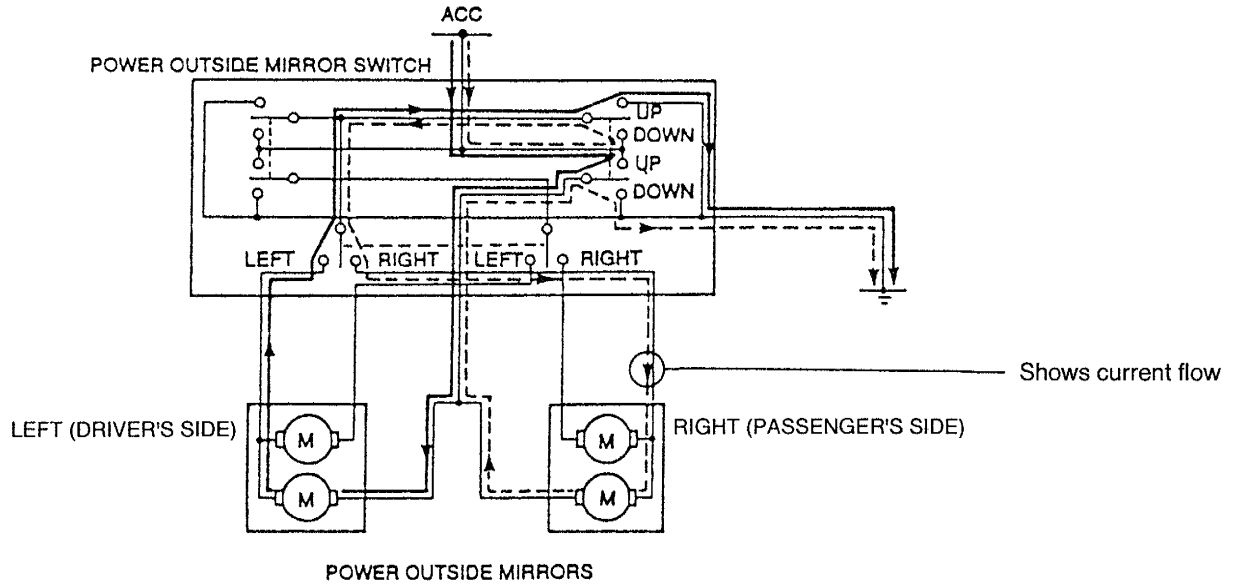 ACC
POWER OUTSIDE MIRROR SWITCH
UP
DOWN
UP
DOWN
LEFT RIGHT LEFT RIGHT
Shows current flow
LEFT (DRIVER'S SIDE)
RIGHT (PASSENGER'S SIDE)
M
M
M
M
POWER OUTSIDE MIRRORS